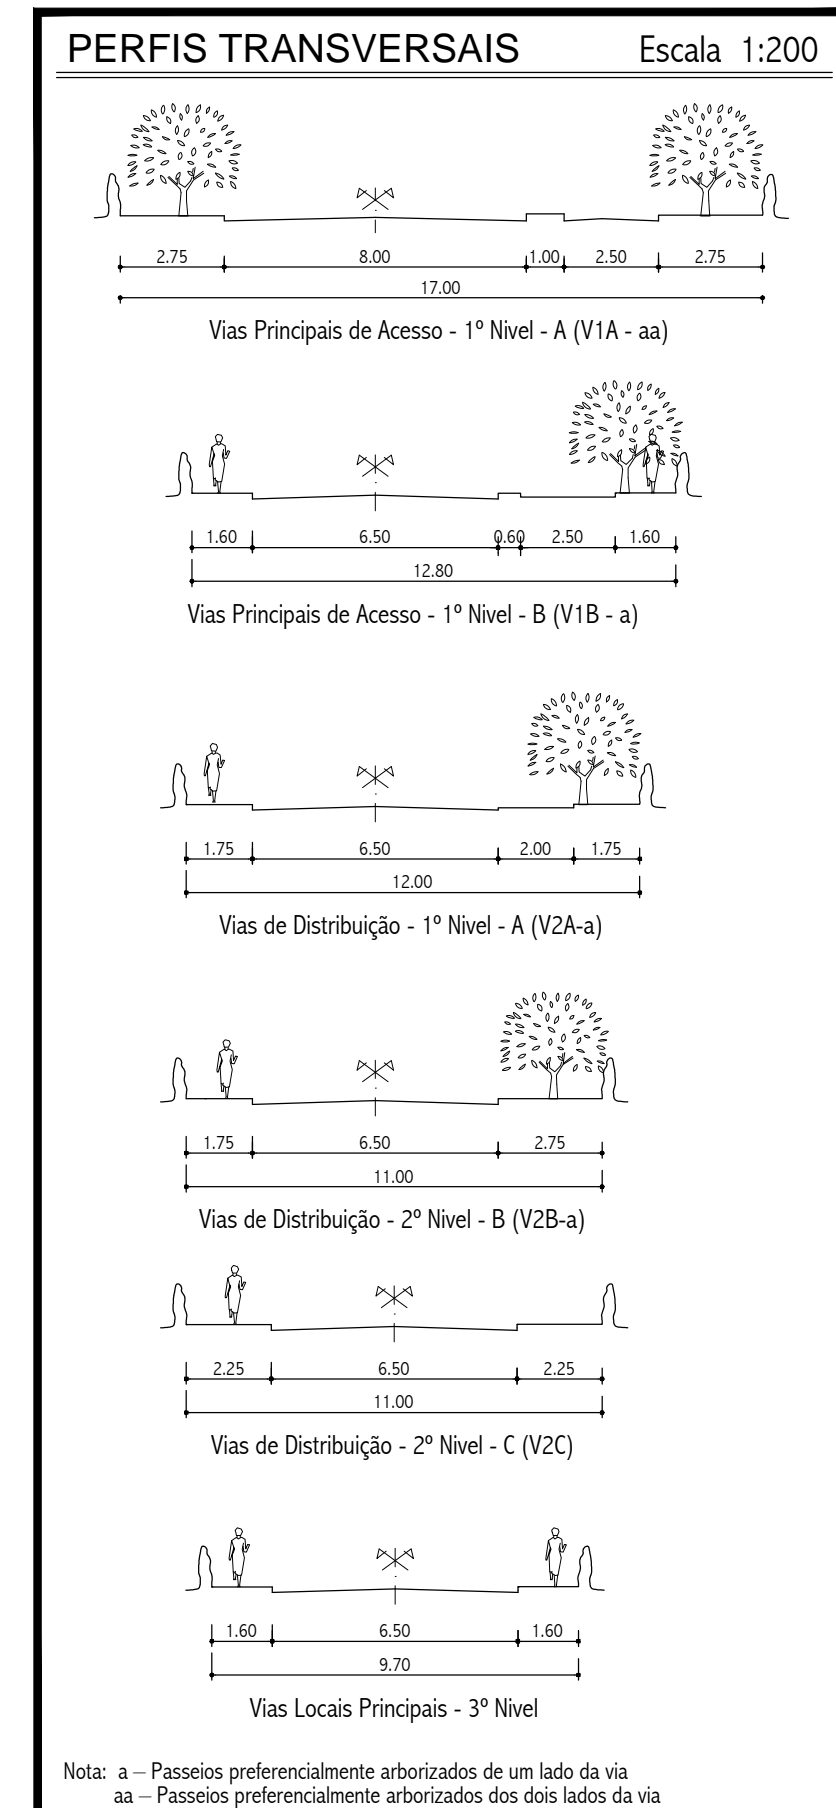 PERFIS TRANSVERSAIS Escala 1:200
2.75 8.00 1.00 2.50 2.75
17.00
Vias Principais de Acesso - 1º Nivel - A (V1A - aa)
1.60 6.50 0.60 2.50 1.60
12.80
Vias Principais de Acesso - 1º Nivel - B (V1B - a)
1.75 6.50 2.00 1.75
12.00
Vias de Distribuição - 1º Nivel - A (V2A-a)
1.75 6.50 2.75
11.00
Vias de Distribuição - 2º Nivel - B (V2B-a)
2.25 6.50 2.25
11.00
Vias de Distribuição - 2º Nivel - C (V2C)
1.60 6.50 1.60
9.70
Vias Locais Principais - 3º Nivel
Nota: a – Passeios preferencialmente arborizados de um lado da via
aa – Passeios preferencialmente arborizados dos dois lados da via